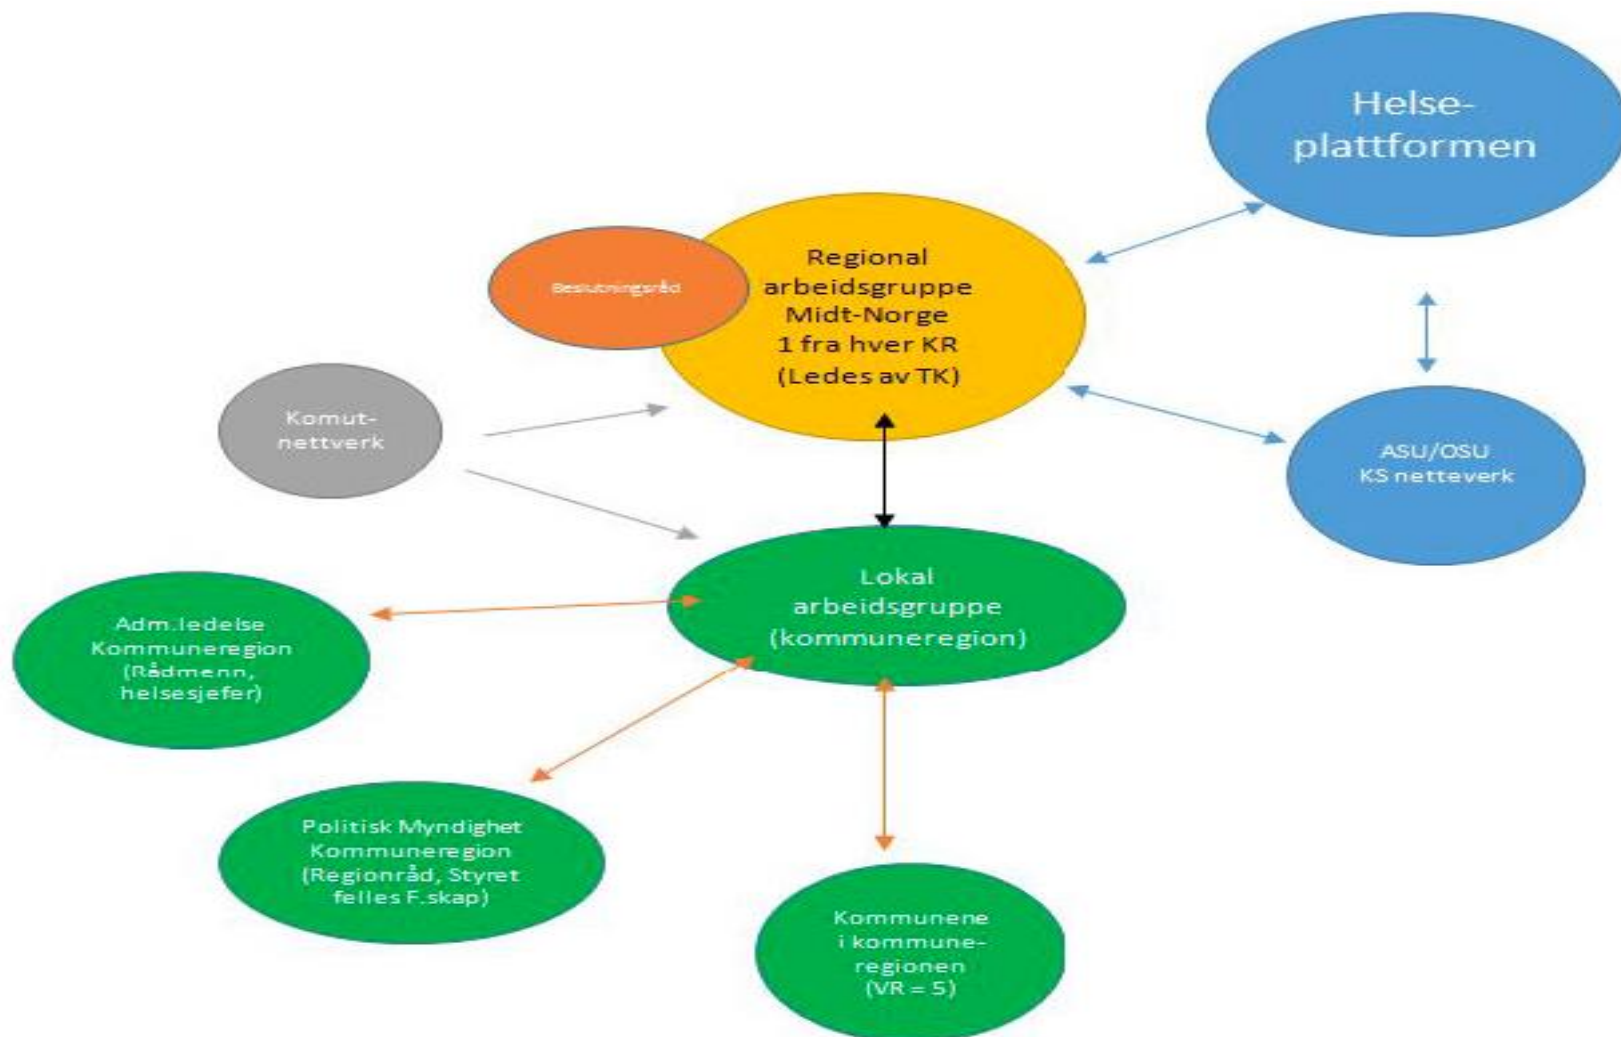 Helse-
plattformen
Regional
arbeidsgruppe
Midt-Norge
1 fra hver KR
(Ledes av TK)
Beslutningsråd
Komut-
nettverk
ASU/OSU
KS netteverk
Lokal
arbeidsgruppe
(kommuneregion)
Adm.ledelse
Kommuneregion
(Rådmenn,
helsesjefer)
Politisk Myndighet
Kommuneregion
(Regionråd, Styret
felles F.skap)
Kommunene
i kommune-
regionen
(VR = 5)